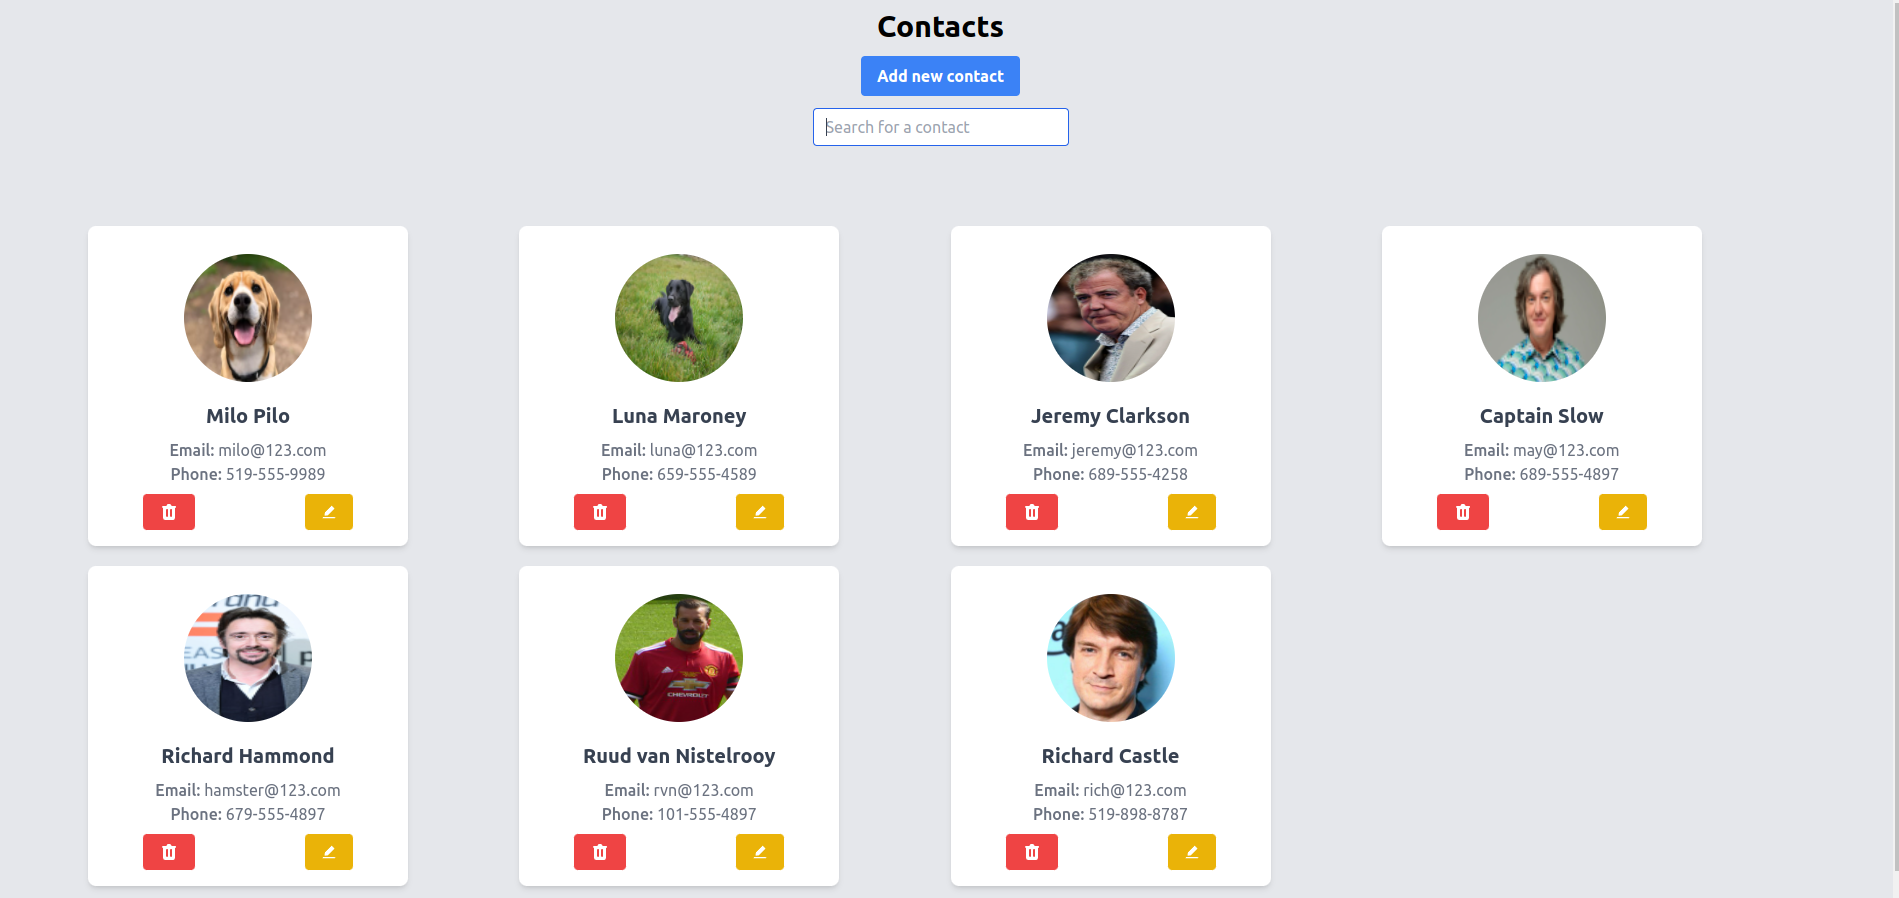 Contacts
Add new contact
Search for a contact
Milo Pilo
Email: milo@123.com
Phone: 519-555-9989
Luna Maroney
Email: luna@123.com
Phone: 659-555-4589
Jeremy Clarkson
Email: jeremy@123.com
Phone: 689-555-4258
Captain Slow
Email: may@123.com
Phone: 689-555-4897
Richard Hammond
Email: hamster@123.com
Phone: 679-555-4897
CHEVROLET
Ruud van Nistelrooy
Email: rvn@123.com
Phone: 101-555-4897
Richard Castle
Email: rich@123.com
Phone: 519-898-8787